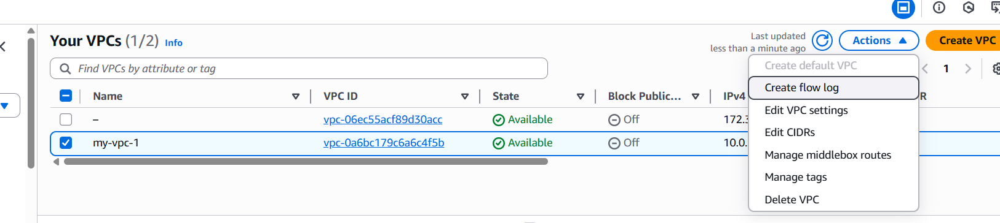 Your VPCs (1/2) Info
Last updated
less than a minute ago
Actions
Create VPC
Find VPCs by attribute or tag
1
Create default VPC
Create flow log
Edit VPC settings
Edit CIDRs
Manage middlebox routes
Manage tags
Delete VPC
Name VPC ID State Block Public... IPv4 R
– vpc-06ec55acf89d30acc Available Off 172.3
my-vpc-1 vpc-0a6bc179c6a6c4f5b Available Off 10.0.